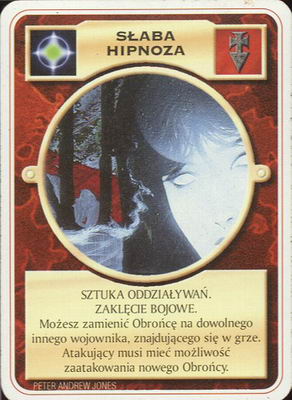 SŁABA
HIPNOZA
SZTUKA ODDZIAŁYWAŃ.
ZAKLĘCIE BOJOWE.
Możesz zamienić Obrońcę na dowolnego
innego wojownika, znajdującego się w grze.
Atakujący musi mieć możliwość
zaatakowania nowego Obrońcy.
PETER ANDREW JONES